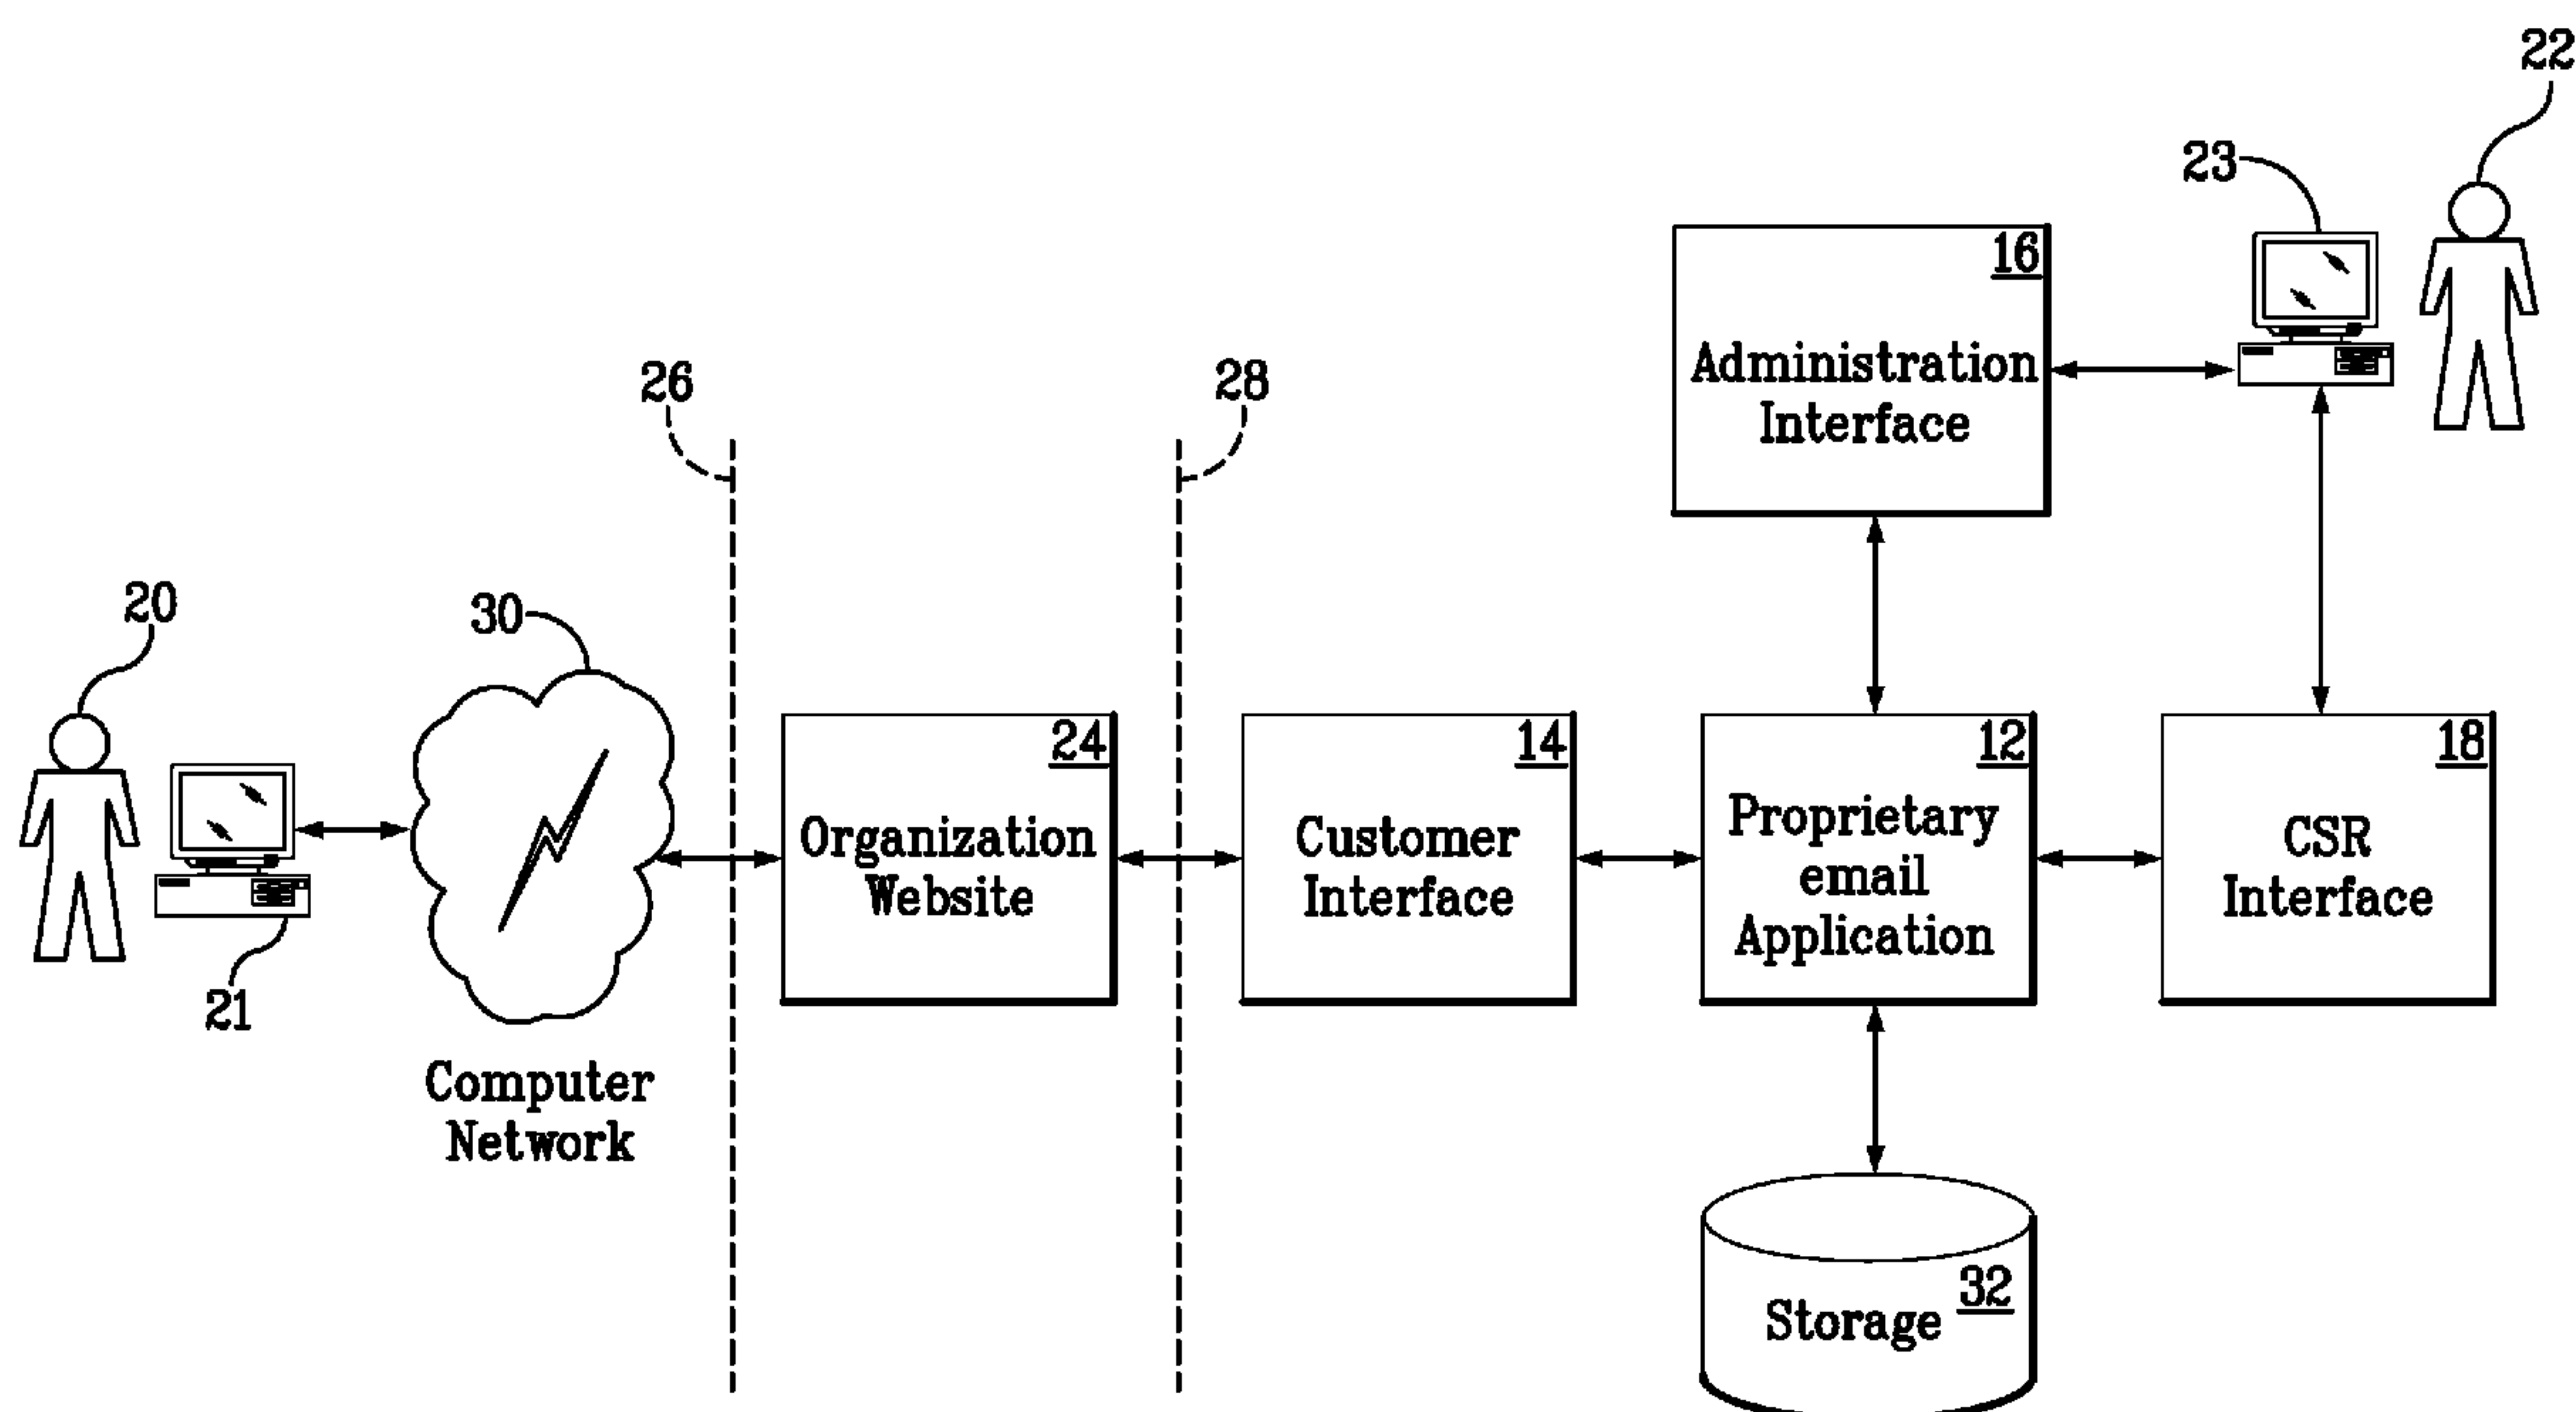 22
23
16
Administration
Interface
26
28
20
30
24
Organization
Website
14
Customer
Interface
12
Proprietary
email
Application
18
CSR
Interface
21
Computer
Network
32
Storage